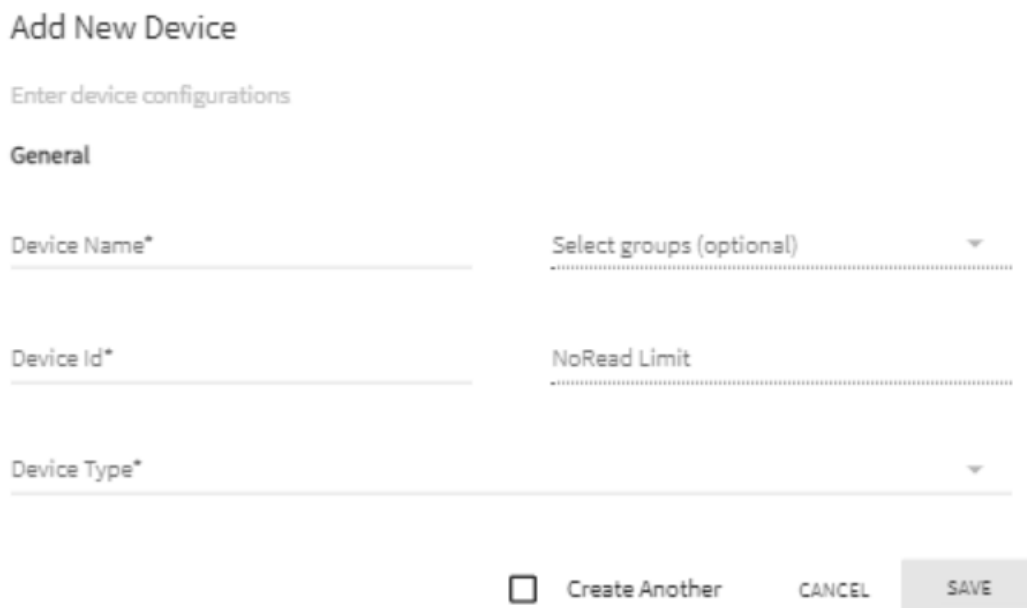 Add New Device
Enter device configurations
General
Device Name*
Select groups (optional)
Device Id*
NoRead Limit
Device Type*
Create Another
CANCEL
SAVE